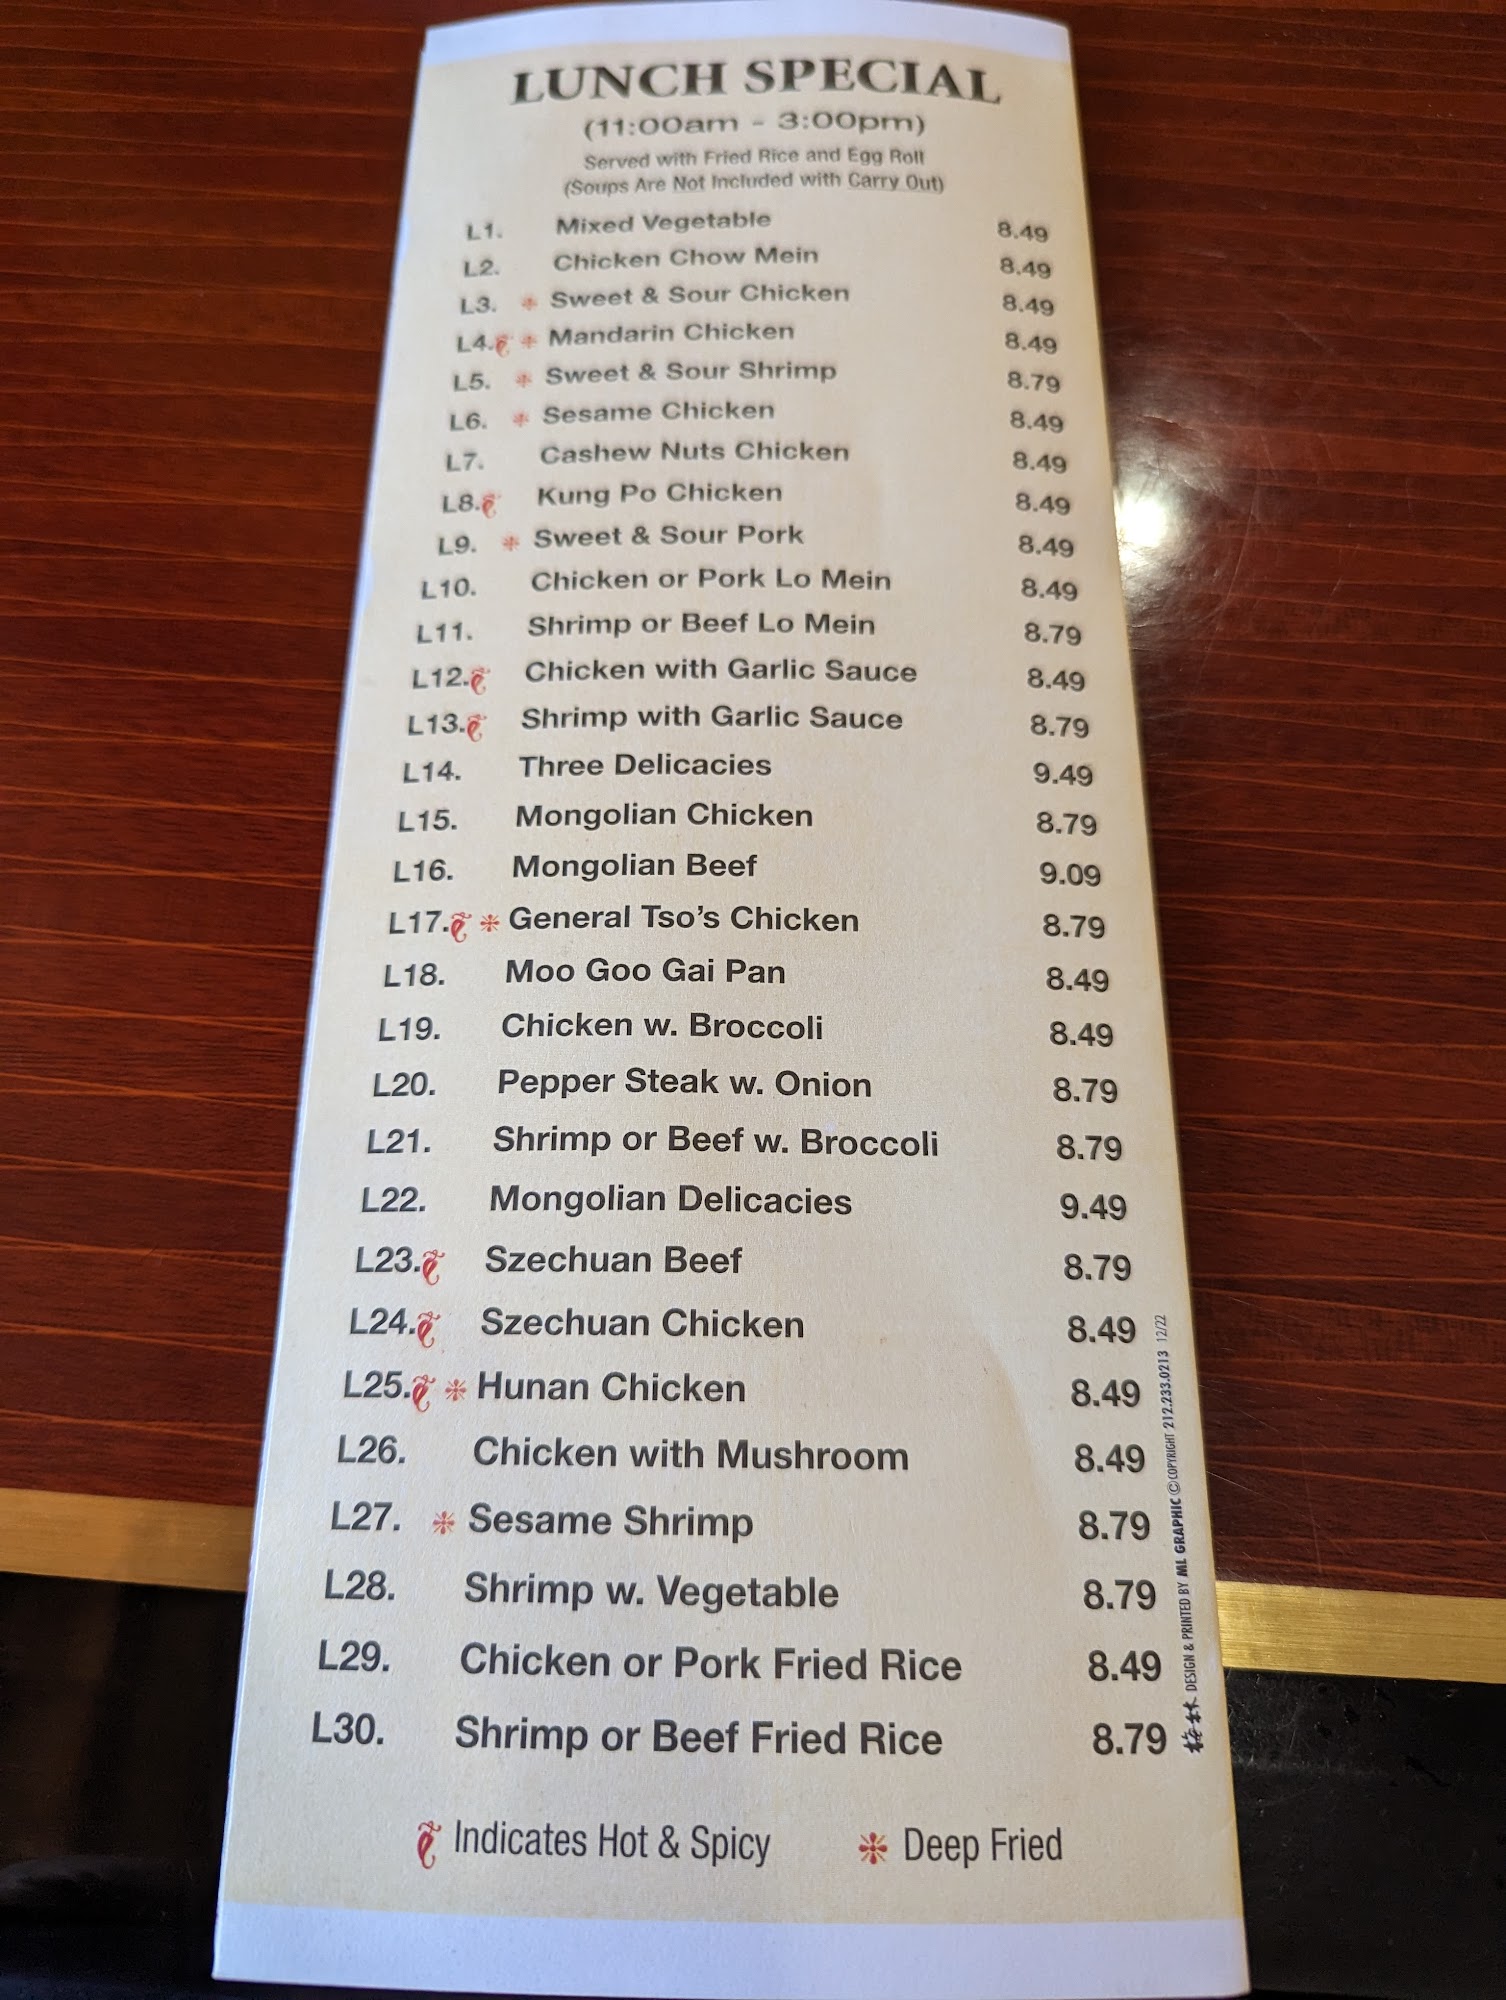 LUNCH SPECIAL
(11:00am - 3:00pm)
Served with Fried Rice and Egg Roll
(Soups Are Not Included with Carry Out)
L1. Mixed Vegetable 8.49
L2. Chicken Chow Mein 8.49
L3. Sweet & Sour Chicken 8.49
L4. Mandarin Chicken 8.49
L5. Sweet & Sour Shrimp 8.79
L6. Sesame Chicken 8.49
L7. Cashew Nuts Chicken 8.49
L8. Kung Po Chicken 8.49
L9. Sweet & Sour Pork 8.49
L10. Chicken or Pork Lo Mein 8.49
L11. Shrimp or Beef Lo Mein 8.79
L12. Chicken with Garlic Sauce 8.49
L13. Shrimp with Garlic Sauce 8.79
L14. Three Delicacies 9.49
L15. Mongolian Chicken 8.79
L16. Mongolian Beef 9.09
L17. General Tso's Chicken 8.79
L18. Moo Goo Gai Pan 8.49
L19. Chicken w. Broccoli 8.49
L20. Pepper Steak w. Onion 8.79
L21. Shrimp or Beef w. Broccoli 8.79
L22. Mongolian Delicacies 9.49
L23. Szechuan Beef 8.79
L24. Szechuan Chicken 8.49
L25. Hunan Chicken 8.49
L26. Chicken with Mushroom 8.49
L27. Sesame Shrimp 8.79
L28. Shrimp w. Vegetable 8.79
L29. Chicken or Pork Fried Rice 8.49
L30. Shrimp or Beef Fried Rice 8.79
Indicates Hot & Spicy Deep Fried
DESIGN & PRINTED BY ML GRAPHIC © COPYRIGHT 212.233.0213 12/22